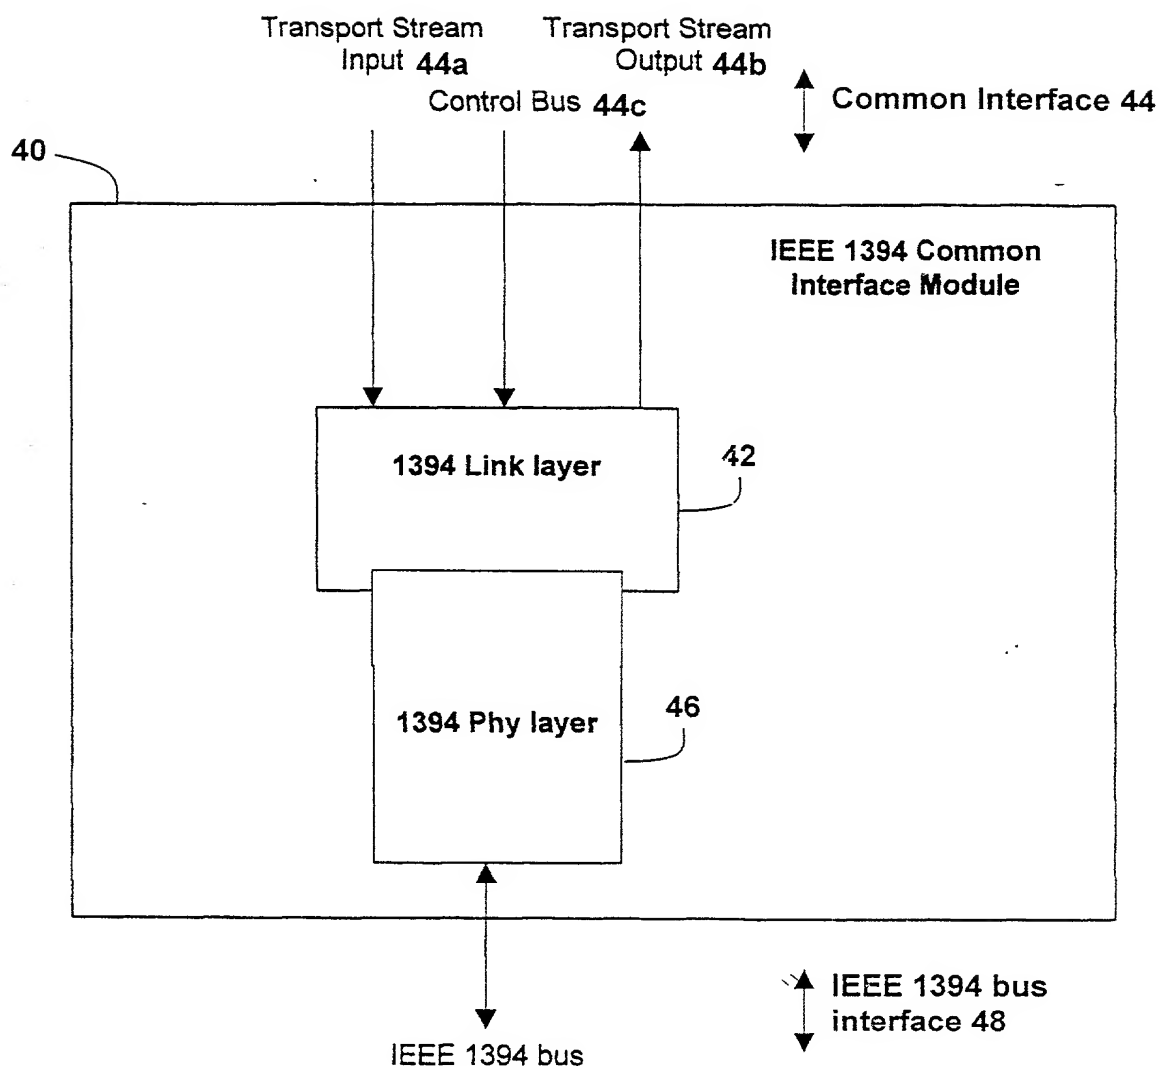 Transport Stream
Input 44a
Transport Stream
Output 44b
Control Bus 44c
Common Interface 44
40
IEEE 1394 Common
Interface Module
1394 Link layer
42
1394 Phy layer
46
IEEE 1394 bus
interface 48
IEEE 1394 bus